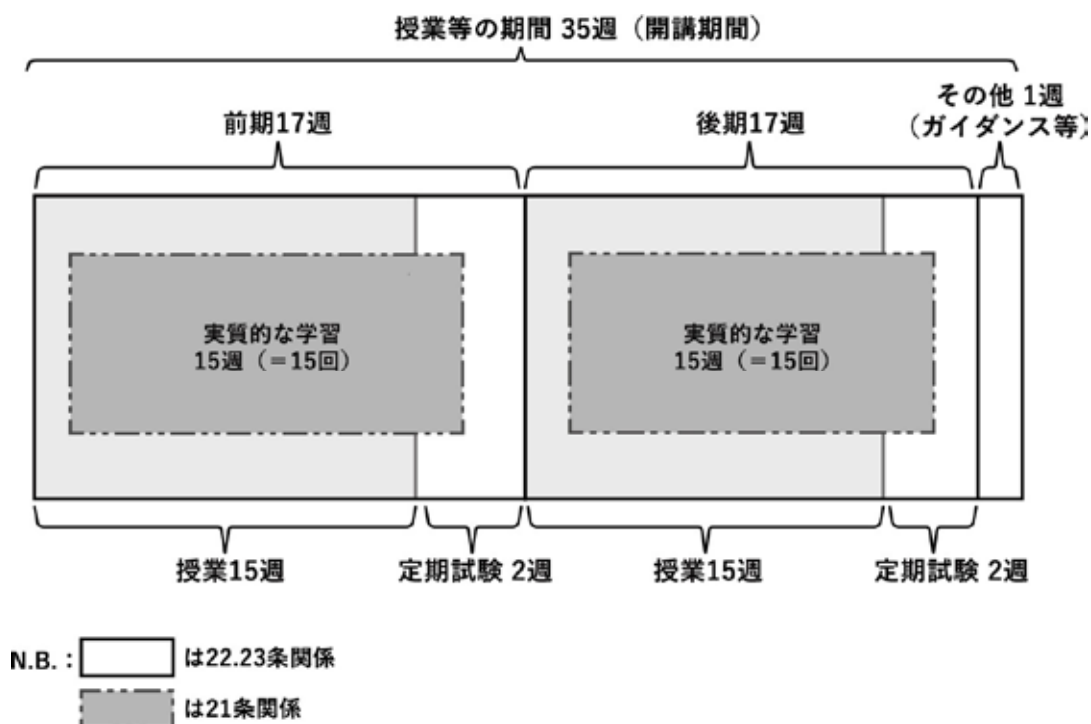 授業等の期間 35週（開講期間）
その他 1週
（ガイダンス等）
前期17週
後期17週
実質的な学習
15週（＝15回）
実質的な学習
15週（＝15回）
授業15週
定期試験 2週
授業15週
定期試験 2週
N.B.：
は22.23条関係
は21条関係